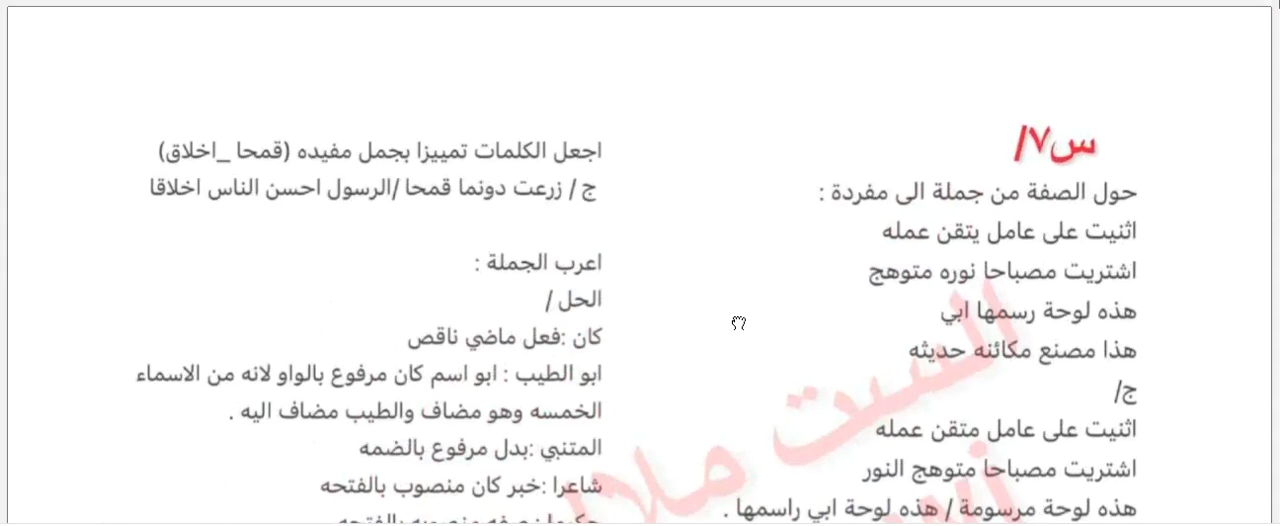 س٧/
حول الصفة من جملة الى مفردة :
اثنيت على عامل يتقن عمله
اشتريت مصباحا نوره متوهج
هذه لوحة رسمها ابي
هذا مصنع مكائنه حديثه
ج/
اثنيت على عامل متقن عمله
اشتريت مصباحا متوهج النور
هذه لوحة مرسومة / هذه لوحة ابي راسمها .
اجعل الكلمات تمييزا بجمل مفيده (قمحا _اخلاق)
ج / زرعت دونما قمحا /الرسول احسن الناس اخلاقا
اعرب الجملة :
الحل /
كان :فعل ماضي ناقص
ابو الطيب : ابو اسم كان مرفوع بالواو لانه من الاسماء
الخمسه وهو مضاف والطيب مضاف اليه .
المتنبي :بدل مرفوع بالضمه
شاعرا :خبر كان منصوب بالفتحه
الست